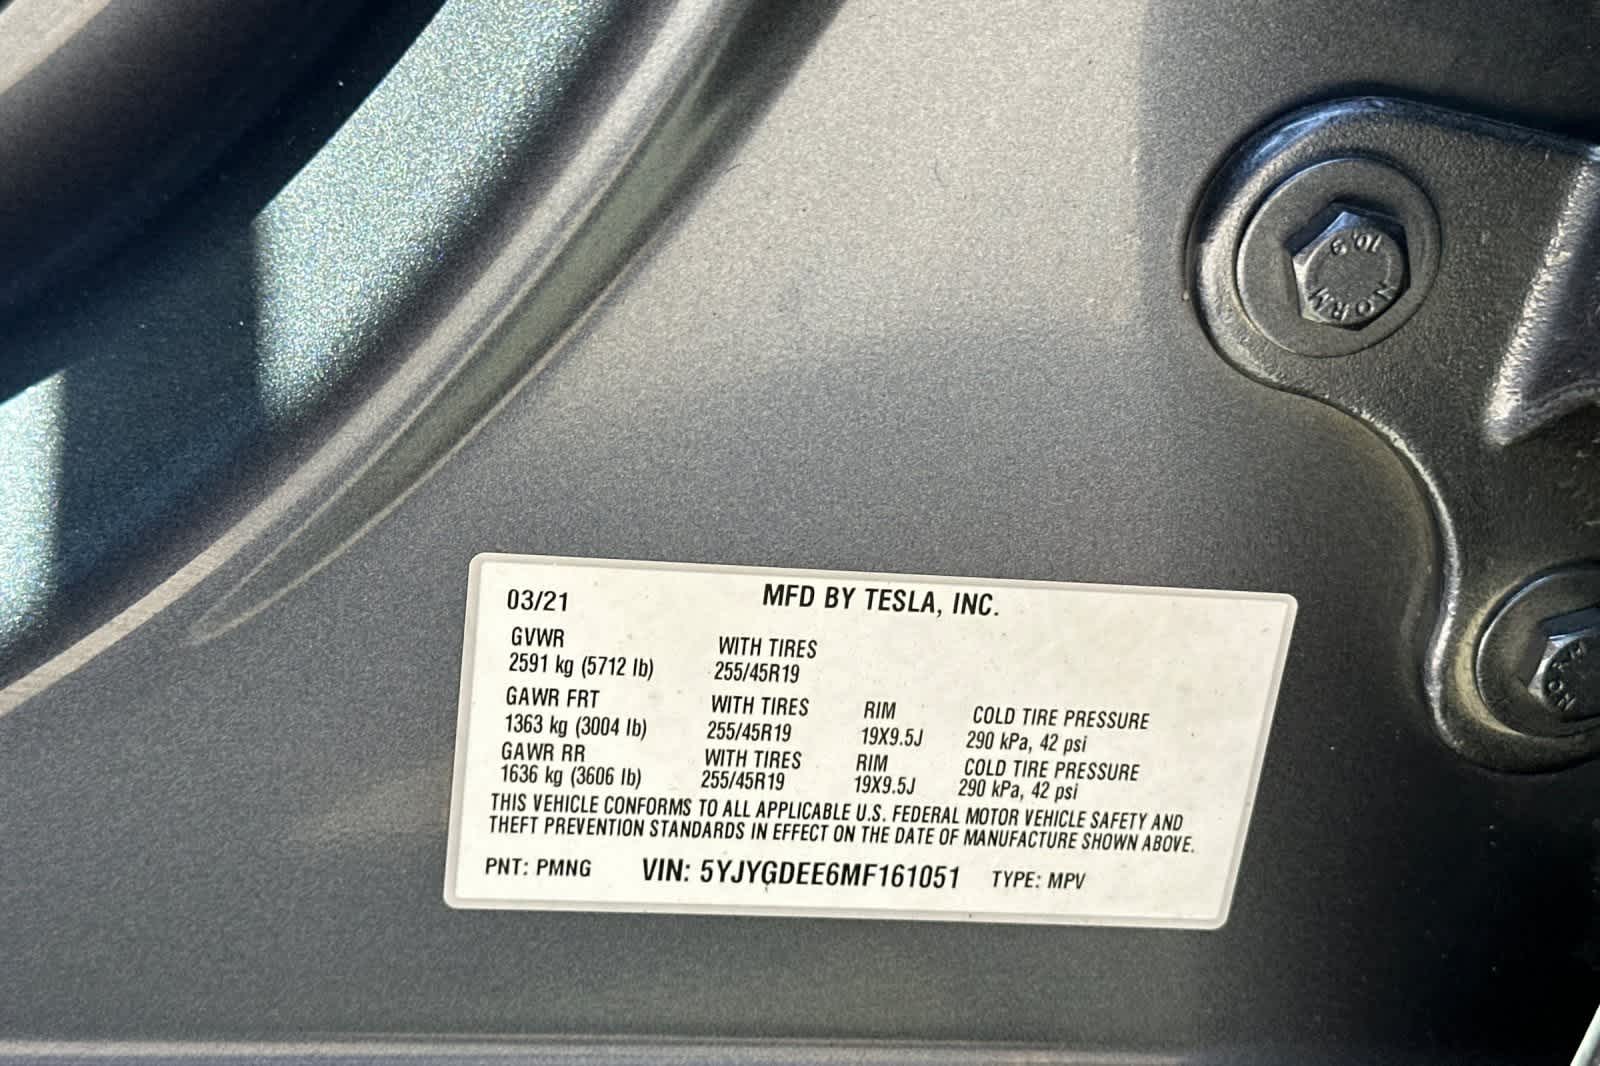 10.9
NORM
03/21 MFD BY TESLA, INC.
GVWR WITH TIRES
2591 kg (5712 lb) 255/45R19
GAWR FRT WITH TIRES RIM COLD TIRE PRESSURE
1363 kg (3004 lb) 255/45R19 19X9.5J 290 kPa, 42 psi
GAWR RR WITH TIRES RIM COLD TIRE PRESSURE
1636 kg (3606 lb) 255/45R19 19X9.5J 290 kPa, 42 psi
THIS VEHICLE CONFORMS TO ALL APPLICABLE U.S. FEDERAL MOTOR VEHICLE SAFETY AND
THEFT PREVENTION STANDARDS IN EFFECT ON THE DATE OF MANUFACTURE SHOWN ABOVE.
PNT: PMNG VIN: 5YJYGDEE6MF161051 TYPE: MPV